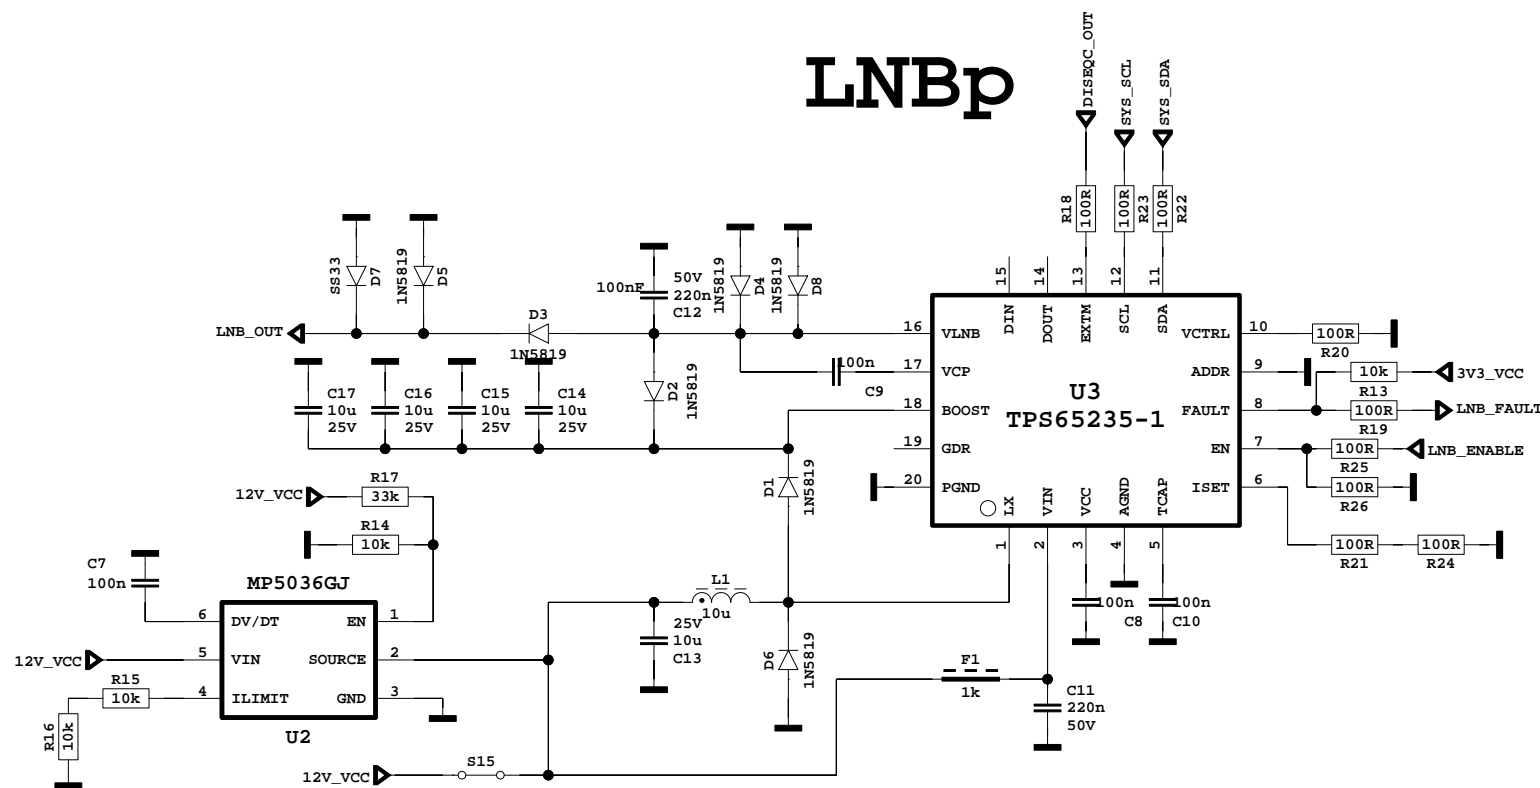 LNBp
DISEQC_OUT
SYS_SCL
SYS_SDA
R18
100R
100R
R23
100R
R22
SS33
D7
1N5819
D5
100nF
50V
220n
C12
1N5819
D4
1N5819
D8
15
14
13
12
11
DIN
DOUT
EXTM
SCL
SDA
LNB_OUT
D3
1N5819
16
VLNB
VCTRL
10
100R
R20
100n
C9
17
VCP
ADDR
9
10k
R13
3V3_VCC
D2
1N5819
C17
10u
25V
C16
10u
25V
C15
10u
25V
C14
10u
25V
18
BOOST
U3
TPS65235-1
FAULT
8
100R
R19
LNB_FAULT
19
GDR
EN
7
100R
R25
LNB_ENABLE
20
PGND
ISET
6
100R
R26
D1
1N5819
LX
VIN
VCC
AGND
TCAP
1
2
3
4
5
100R
R21
100R
R24
12V_VCC
R17
33k
R14
10k
C7
100n
MP5036GJ
6
DV/DT
EN
1
12V_VCC
5
VIN
SOURCE
2
R15
10k
4
ILIMIT
GND
3
R16
10k
U2
L1
10u
25V
10u
C13
D6
1N5819
100n
C8
100n
C10
F1
1k
C11
220n
50V
12V_VCC
S15